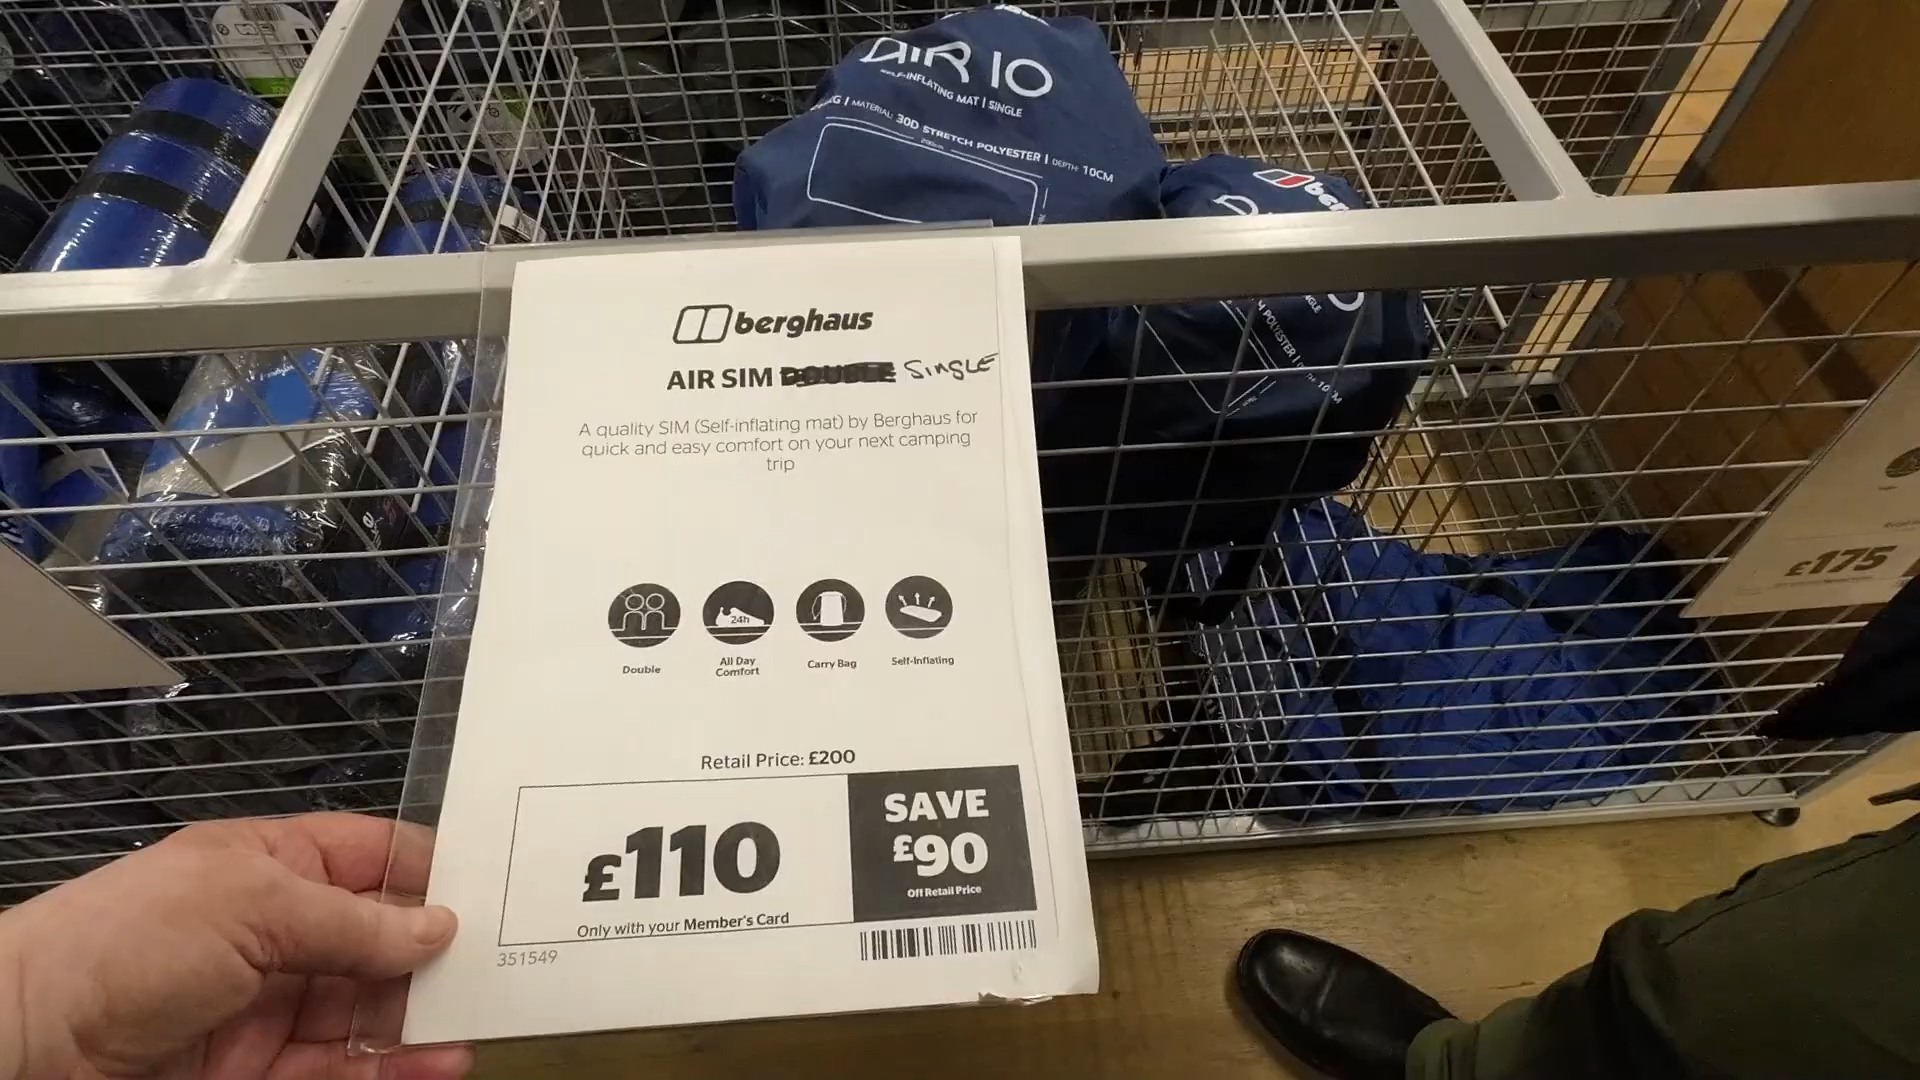 AIR 10
SELF-INFLATING MAT | SINGLE
MATERIAL: 30D STRETCH POLYESTER | DEPTH: 10CM
berghaus
AIR SIM DOUBLE SINGLE
A quality SIM (Self-inflating mat) by Berghaus for
quick and easy comfort on your next camping
trip
24h
Double
All Day
Comfort
Carry Bag
Self-Inflating
Retail Price: £200
£110
Only with your Member's Card
SAVE
£90
Off Retail Price
351549
£175